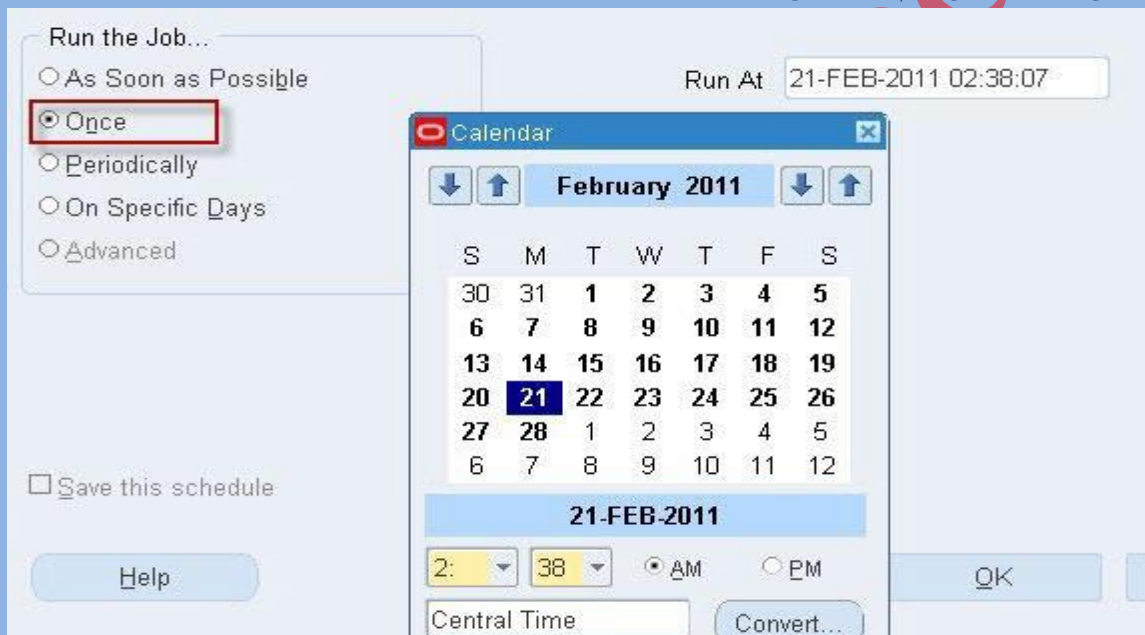 Run the Job...
As Soon as Possible
Once
Periodically
On Specific Days
Advanced
Run At 21-FEB-2011 02:38:07
Calendar
February 2011
S M T W T F S
30 31 1 2 3 4 5
6 7 8 9 10 11 12
13 14 15 16 17 18 19
20 21 22 23 24 25 26
27 28 1 2 3 4 5
6 7 8 9 10 11 12
21-FEB-2011
2: 38 AM PM
Central Time Convert...
Save this schedule
Help OK